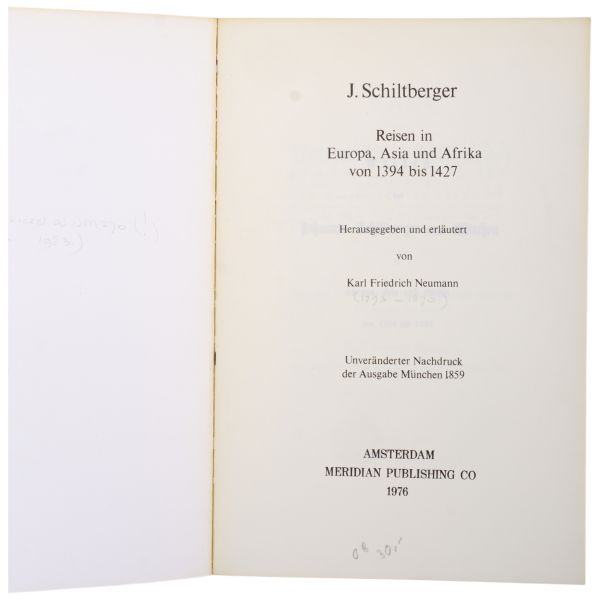 J. Schiltberger
Reisen in
Europa, Asia und Afrika
von 1394 bis 1427
Herausgegeben und erläutert
von
Karl Friedrich Neumann
Unveränderter Nachdruck
der Ausgabe München 1859
AMSTERDAM
MERIDIAN PUBLISHING CO
1976